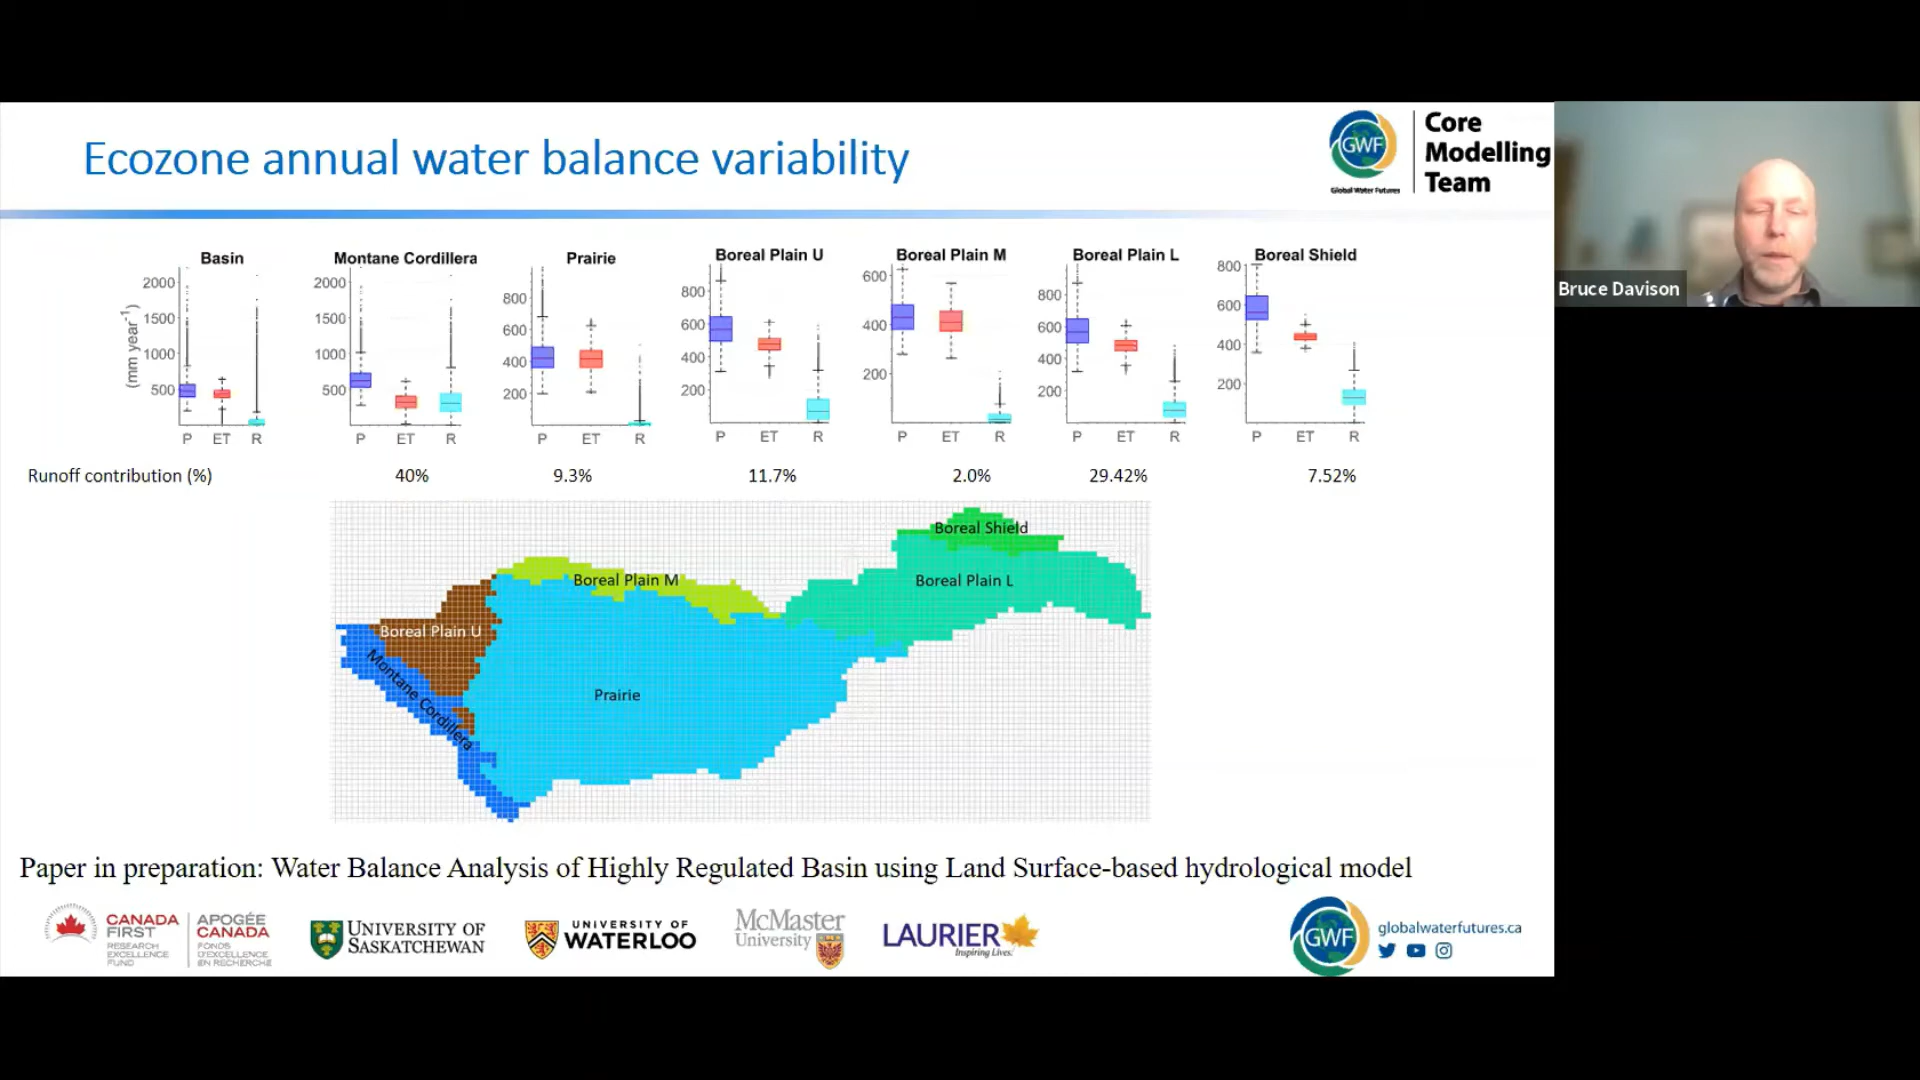 Ecozone annual water balance variability
GWF
Global Water Futures
Core
Modelling
Team
Bruce Davison
Basin
Montane Cordillera
Prairie
Boreal Plain U
Boreal Plain M
Boreal Plain L
Boreal Shield
(mm year-1)
2000
1500
1000
500
P ET R
2000
1500
1000
500
P ET R
800
600
400
200
P ET R
800
600
400
200
P ET R
600
400
200
P ET R
800
600
400
200
P ET R
800
600
400
200
P ET R
Runoff contribution (%) 40% 9.3% 11.7% 2.0% 29.42% 7.52%
Boreal Shield
Boreal Plain M
Boreal Plain L
Boreal Plain U
Montane Cordillera
Prairie
Paper in preparation: Water Balance Analysis of Highly Regulated Basin using Land Surface-based hydrological model
CANADA
FIRST
RESEARCH
EXCELLENCE
FUND
APOGÉE
CANADA
FONDS
D'EXCELLENCE
EN RECHERCHE
UNIVERSITY OF
SASKATCHEWAN
UNIVERSITY OF
WATERLOO
McMaster
University
LAURIER
Inspiring Lives.
GWF
globalwaterfutures.ca